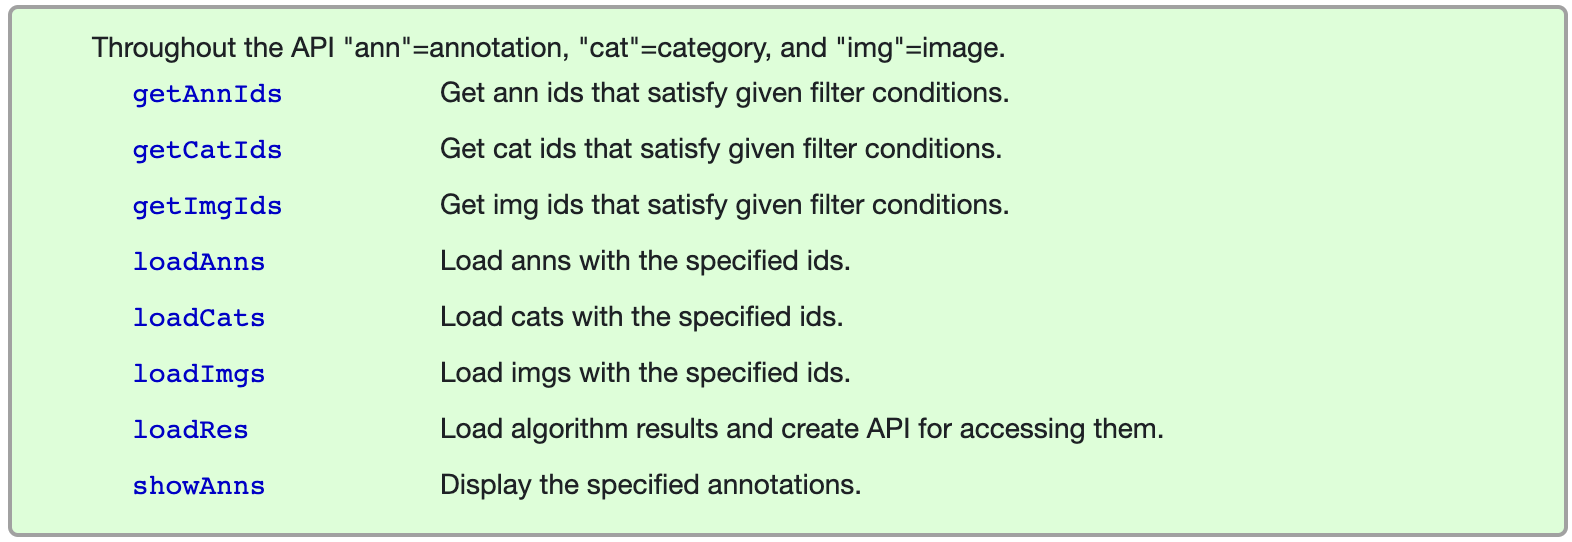 Throughout the API "ann"=annotation, "cat"=category, and "img"=image.
getAnnIds Get ann ids that satisfy given filter conditions.
getCatIds Get cat ids that satisfy given filter conditions.
getImgIds Get img ids that satisfy given filter conditions.
loadAnns Load anns with the specified ids.
loadCats Load cats with the specified ids.
loadImgs Load imgs with the specified ids.
loadRes Load algorithm results and create API for accessing them.
showAnns Display the specified annotations.